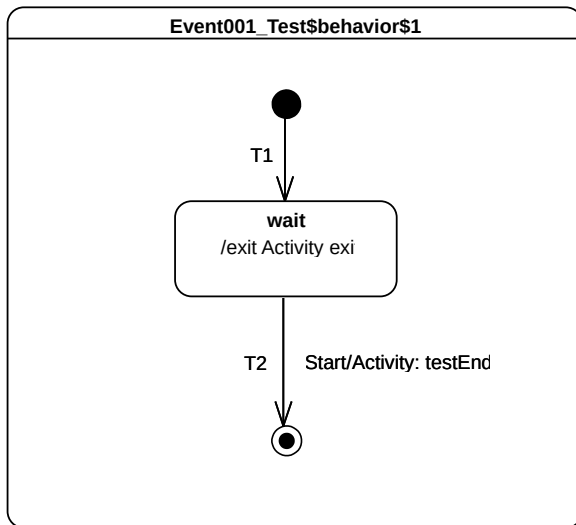 Event001_Test$behavior$1
T1
wait
/exit Activity exi
T2 Start/Activity: testEnd